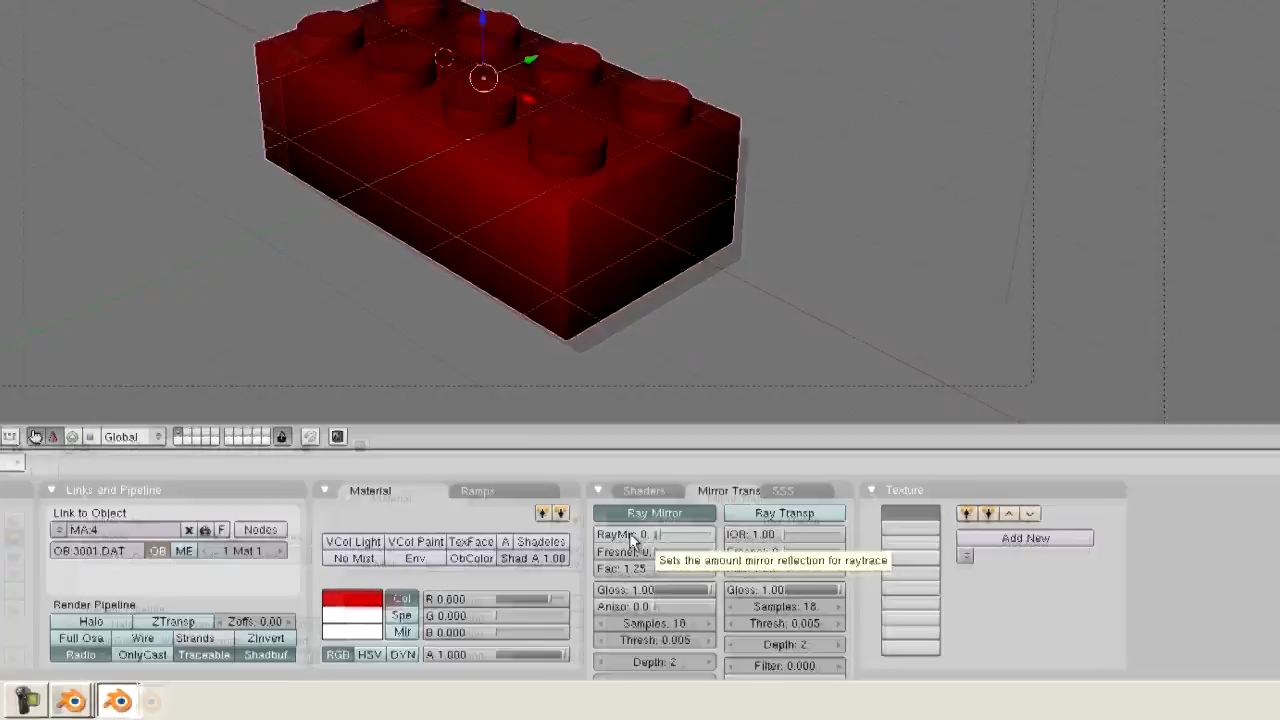 Global
Links and Pipeline
Link to Object
MA:4
F
Nodes
OB 3001.DAT
OB
ME
1 Mat 1
Render Pipeline
Halo
ZTransp
Zoffs: 0.00
Full Osa
Wire
Strands
ZInvert
Radio
OnlyCast
Traceable
Shadbuf
Material
Ramps
VCol Light
VCol Paint
TexFace
A
Shadeles
No Mist
Env
ObColor
Shad A 1.00
Col
R 0.800
Spe
G 0.000
Mir
B 0.000
RGB
HSV
DYN
A 1.000
Shaders
Mirror Trans
SSS
Ray Mirror
Ray Transp
IOR: 1.00
Fac: 1.25
Sets the amount mirror reflection for raytrace
Gloss: 1.00
Gloss: 1.00
Aniso: 0.0
Samples: 18
Samples: 18
Thresh: 0.005
Thresh: 0.005
Depth: 2
Depth: 2
Filter: 0.000
Texture
Add New